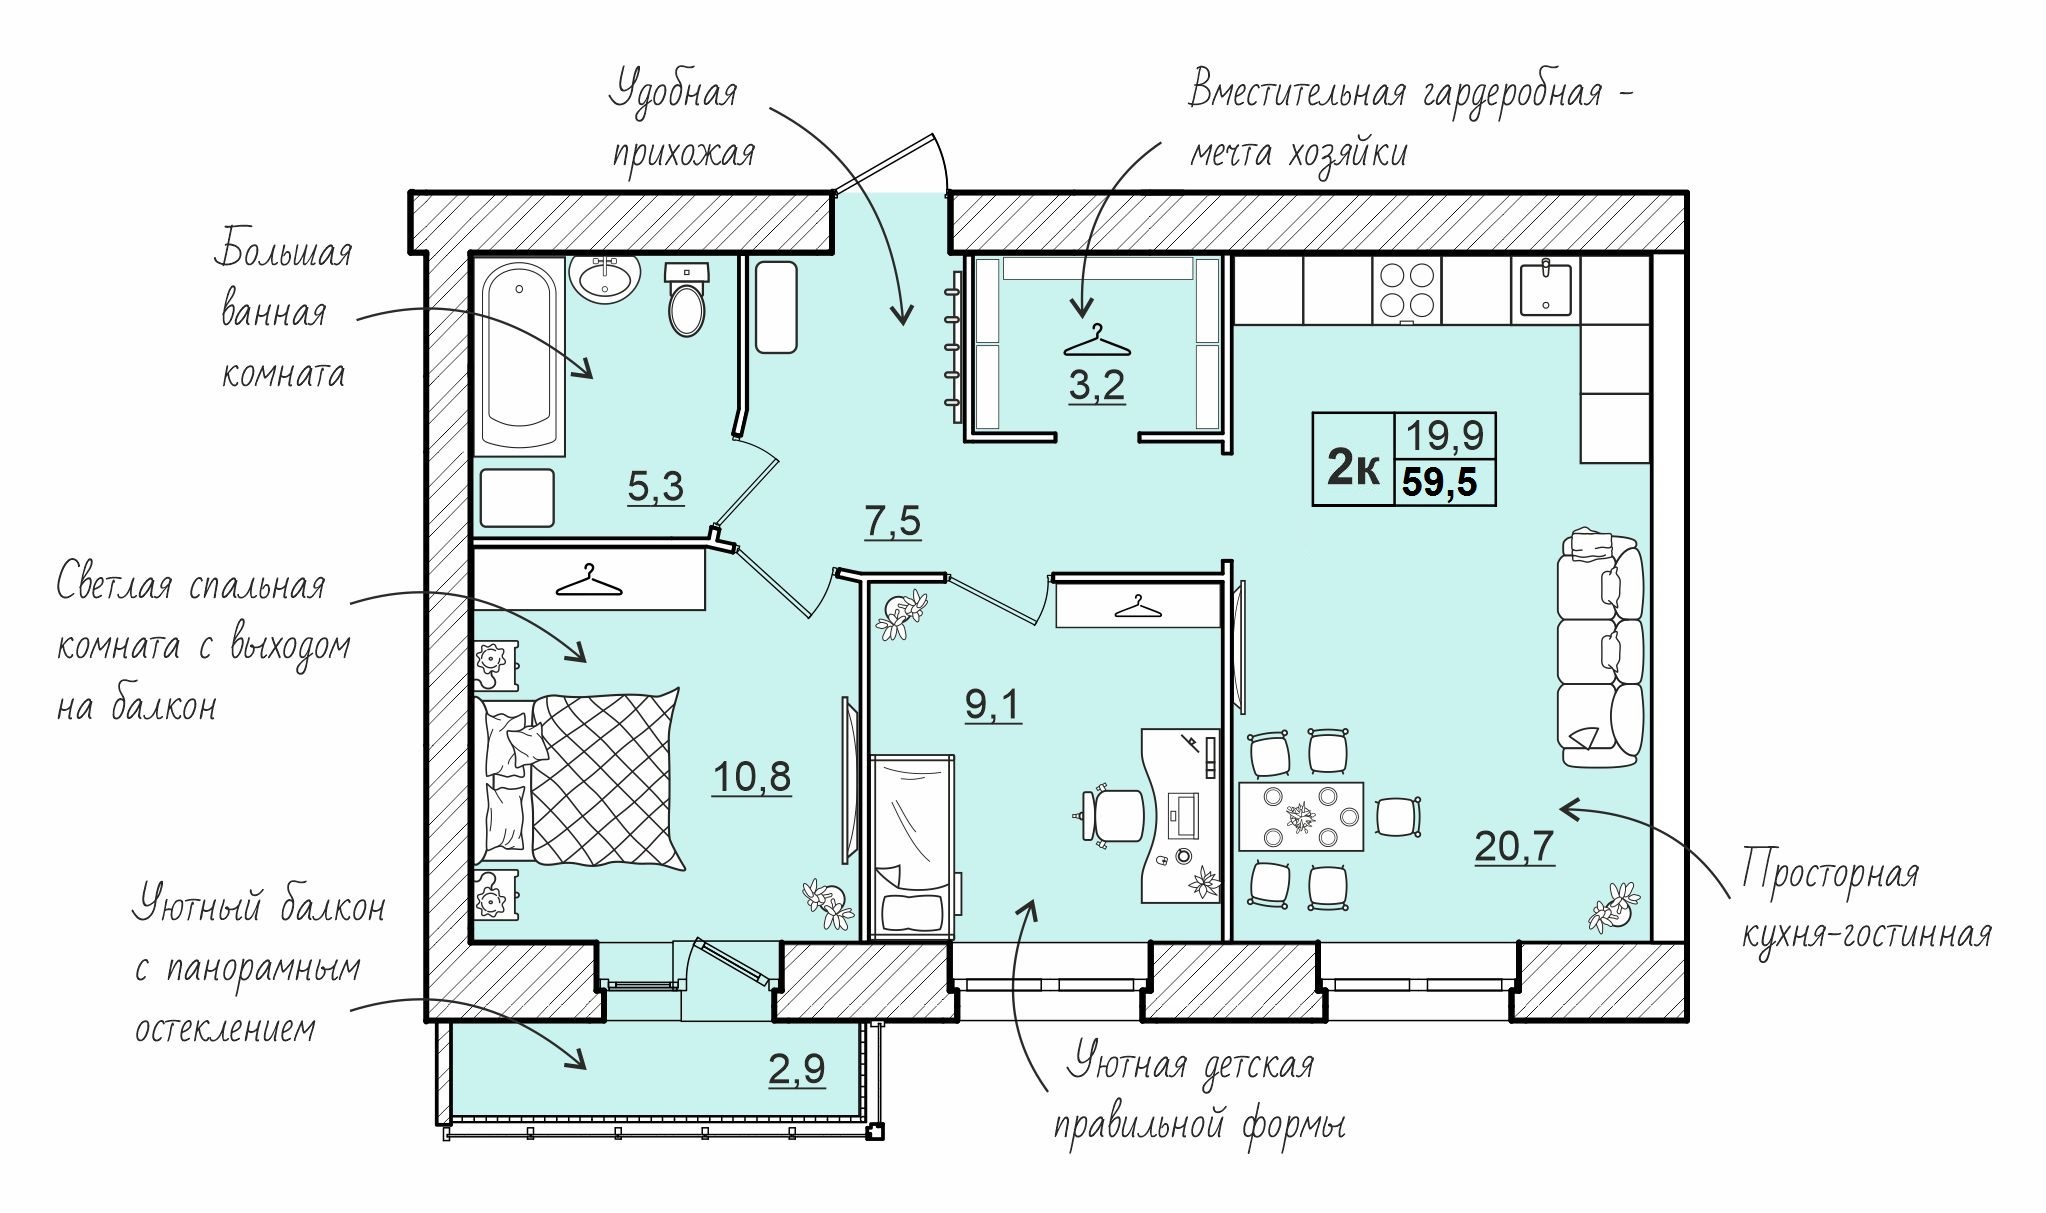 Удобная
прихожая
Вместительная гардеробная -
мечта хозяйки
Большая
ванная
комната
3,2
19,9
2к
59,5
5,3
7,5
Светлая спальная
комната с выходом
на балкон
9,1
10,8
20,7
Просторная
кухня-гостинная
Уютный балкон
с панорамным
остеклением
2,9
Уютная детская
правильной формы